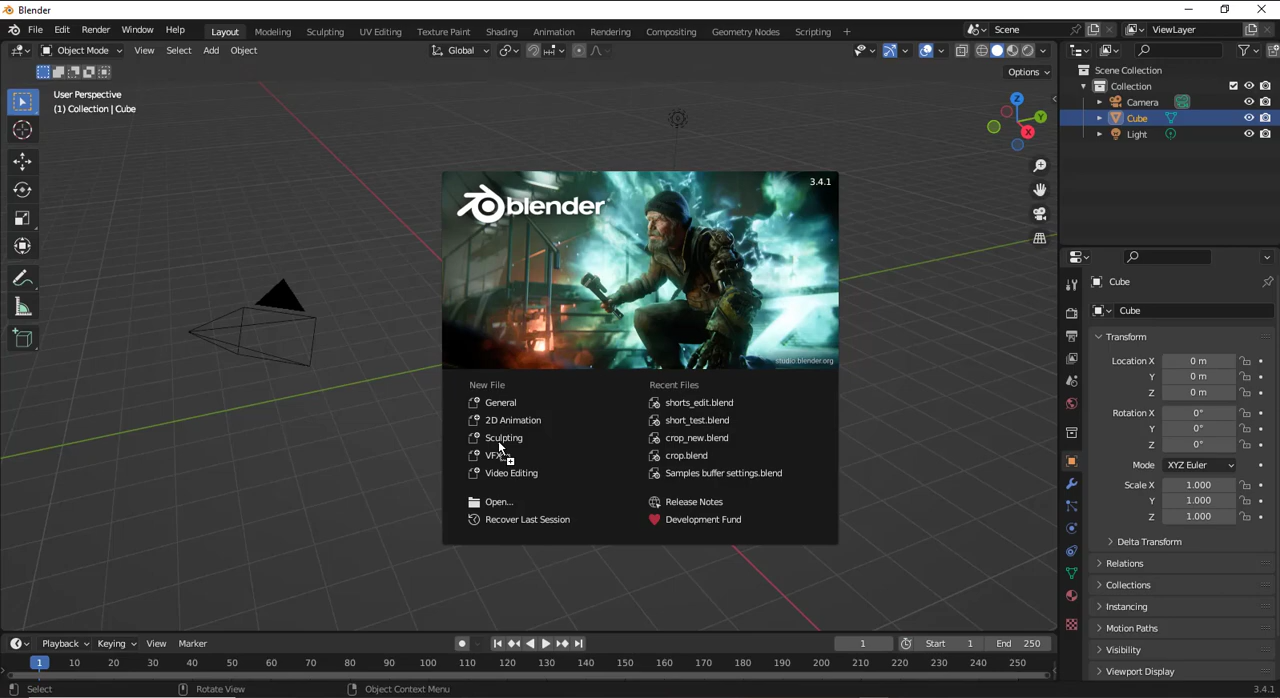 Blender
File Edit Render Window Help Layout Modeling Sculpting UV Editing Texture Paint Shading Animation Rendering Compositing Geometry Nodes Scripting + Scene ViewLayer
Object Mode View Select Add Object Global
Options
User Perspective
(1) Collection | Cube
Z
Y
X
Scene Collection
Collection
Camera
Cube
Light
blender
3.4.1
studio.blender.org
New File Recent Files
General shorts_edit.blend
2D Animation short_test.blend
Sculpting crop_new.blend
VFX crop.blend
Video Editing Samples buffer settings.blend
Open... Release Notes
Recover Last Session Development Fund
Cube
Cube
Transform
Location X 0 m
Y 0 m
Z 0 m
Rotation X 0°
Y 0°
Z 0°
Mode XYZ Euler
Scale X 1.000
Y 1.000
Z 1.000
Delta Transform
Relations
Collections
Instancing
Motion Paths
Visibility
Viewport Display
Playback Keying View Marker 1 Start 1 End 250
1 10 20 30 40 50 60 70 80 90 100 110 120 130 140 150 160 170 180 190 200 210 220 230 240 250
Select Rotate View Object Context Menu 3.4.1